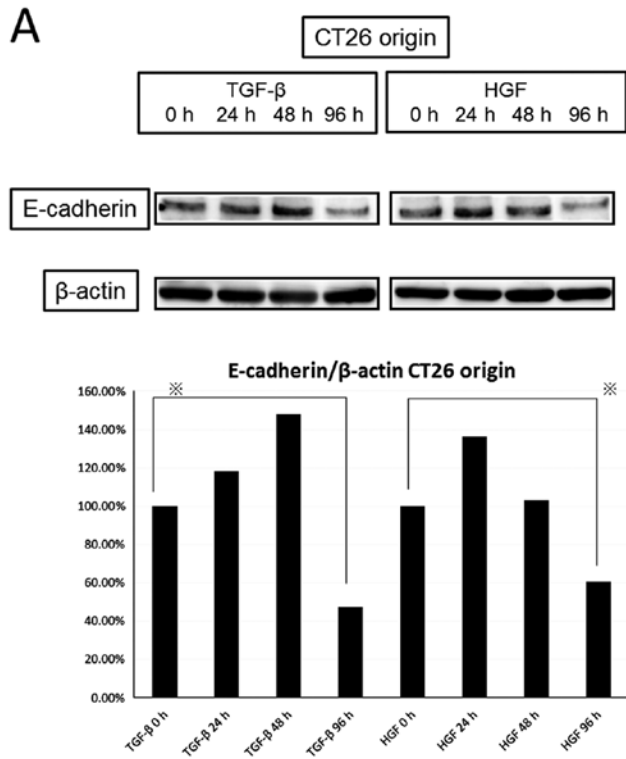 A
CT26 origin
TGF-β HGF
0 h 24 h 48 h 96 h 0 h 24 h 48 h 96 h
E-cadherin
β-actin
E-cadherin/β-actin CT26 origin
160.00%
※ ※
140.00%
120.00%
100.00%
80.00%
60.00%
40.00%
20.00%
0.00%
TGF-β 0 h TGF-β 24 h TGF-β 48 h TGF-β 96 h HGF 0 h HGF 24 h HGF 48 h HGF 96 h